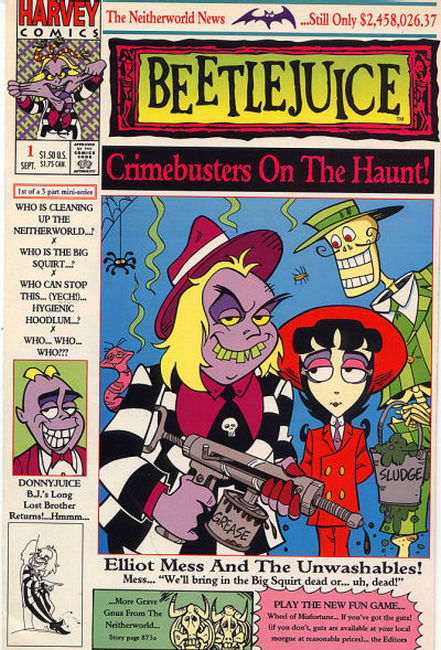 HARVEY
COMICS
The Neitherworld News
...Still Only $2,458,026.37
BEETLEJUICE
TM
1
SEPT.
$1.50 U.S.
$1.75 CAN.
APPROVED
BY THE
COMICS
CODE
AUTHORITY
Crimebusters On The Haunt!
1st of a 3 part mini-series
WHO IS CLEANING
UP THE
NEITHERWORLD...?
WHO IS THE BIG
SQUIRT...?
WHO CAN STOP
THIS... (YECH!)...
HYGIENIC
HOODLUM...?
WHO... WHO...
WHO???
DONNYJUICE
B.J.'s Long
Lost Brother
Returns!...Hmmm...
GREASE
SLUDGE
Elliot Mess And The Unwashables!
Mess... “We'll bring in the Big Squirt dead or... uh, dead!”
...More Grave
Gnus From The
Neitherworld...
Story page 873a
PLAY THE NEW FUN GAME...
Wheel of Misfortune... If you've got the guts!
(if you don't, guts are available at your local
morgue at reasonable prices)... the Editors